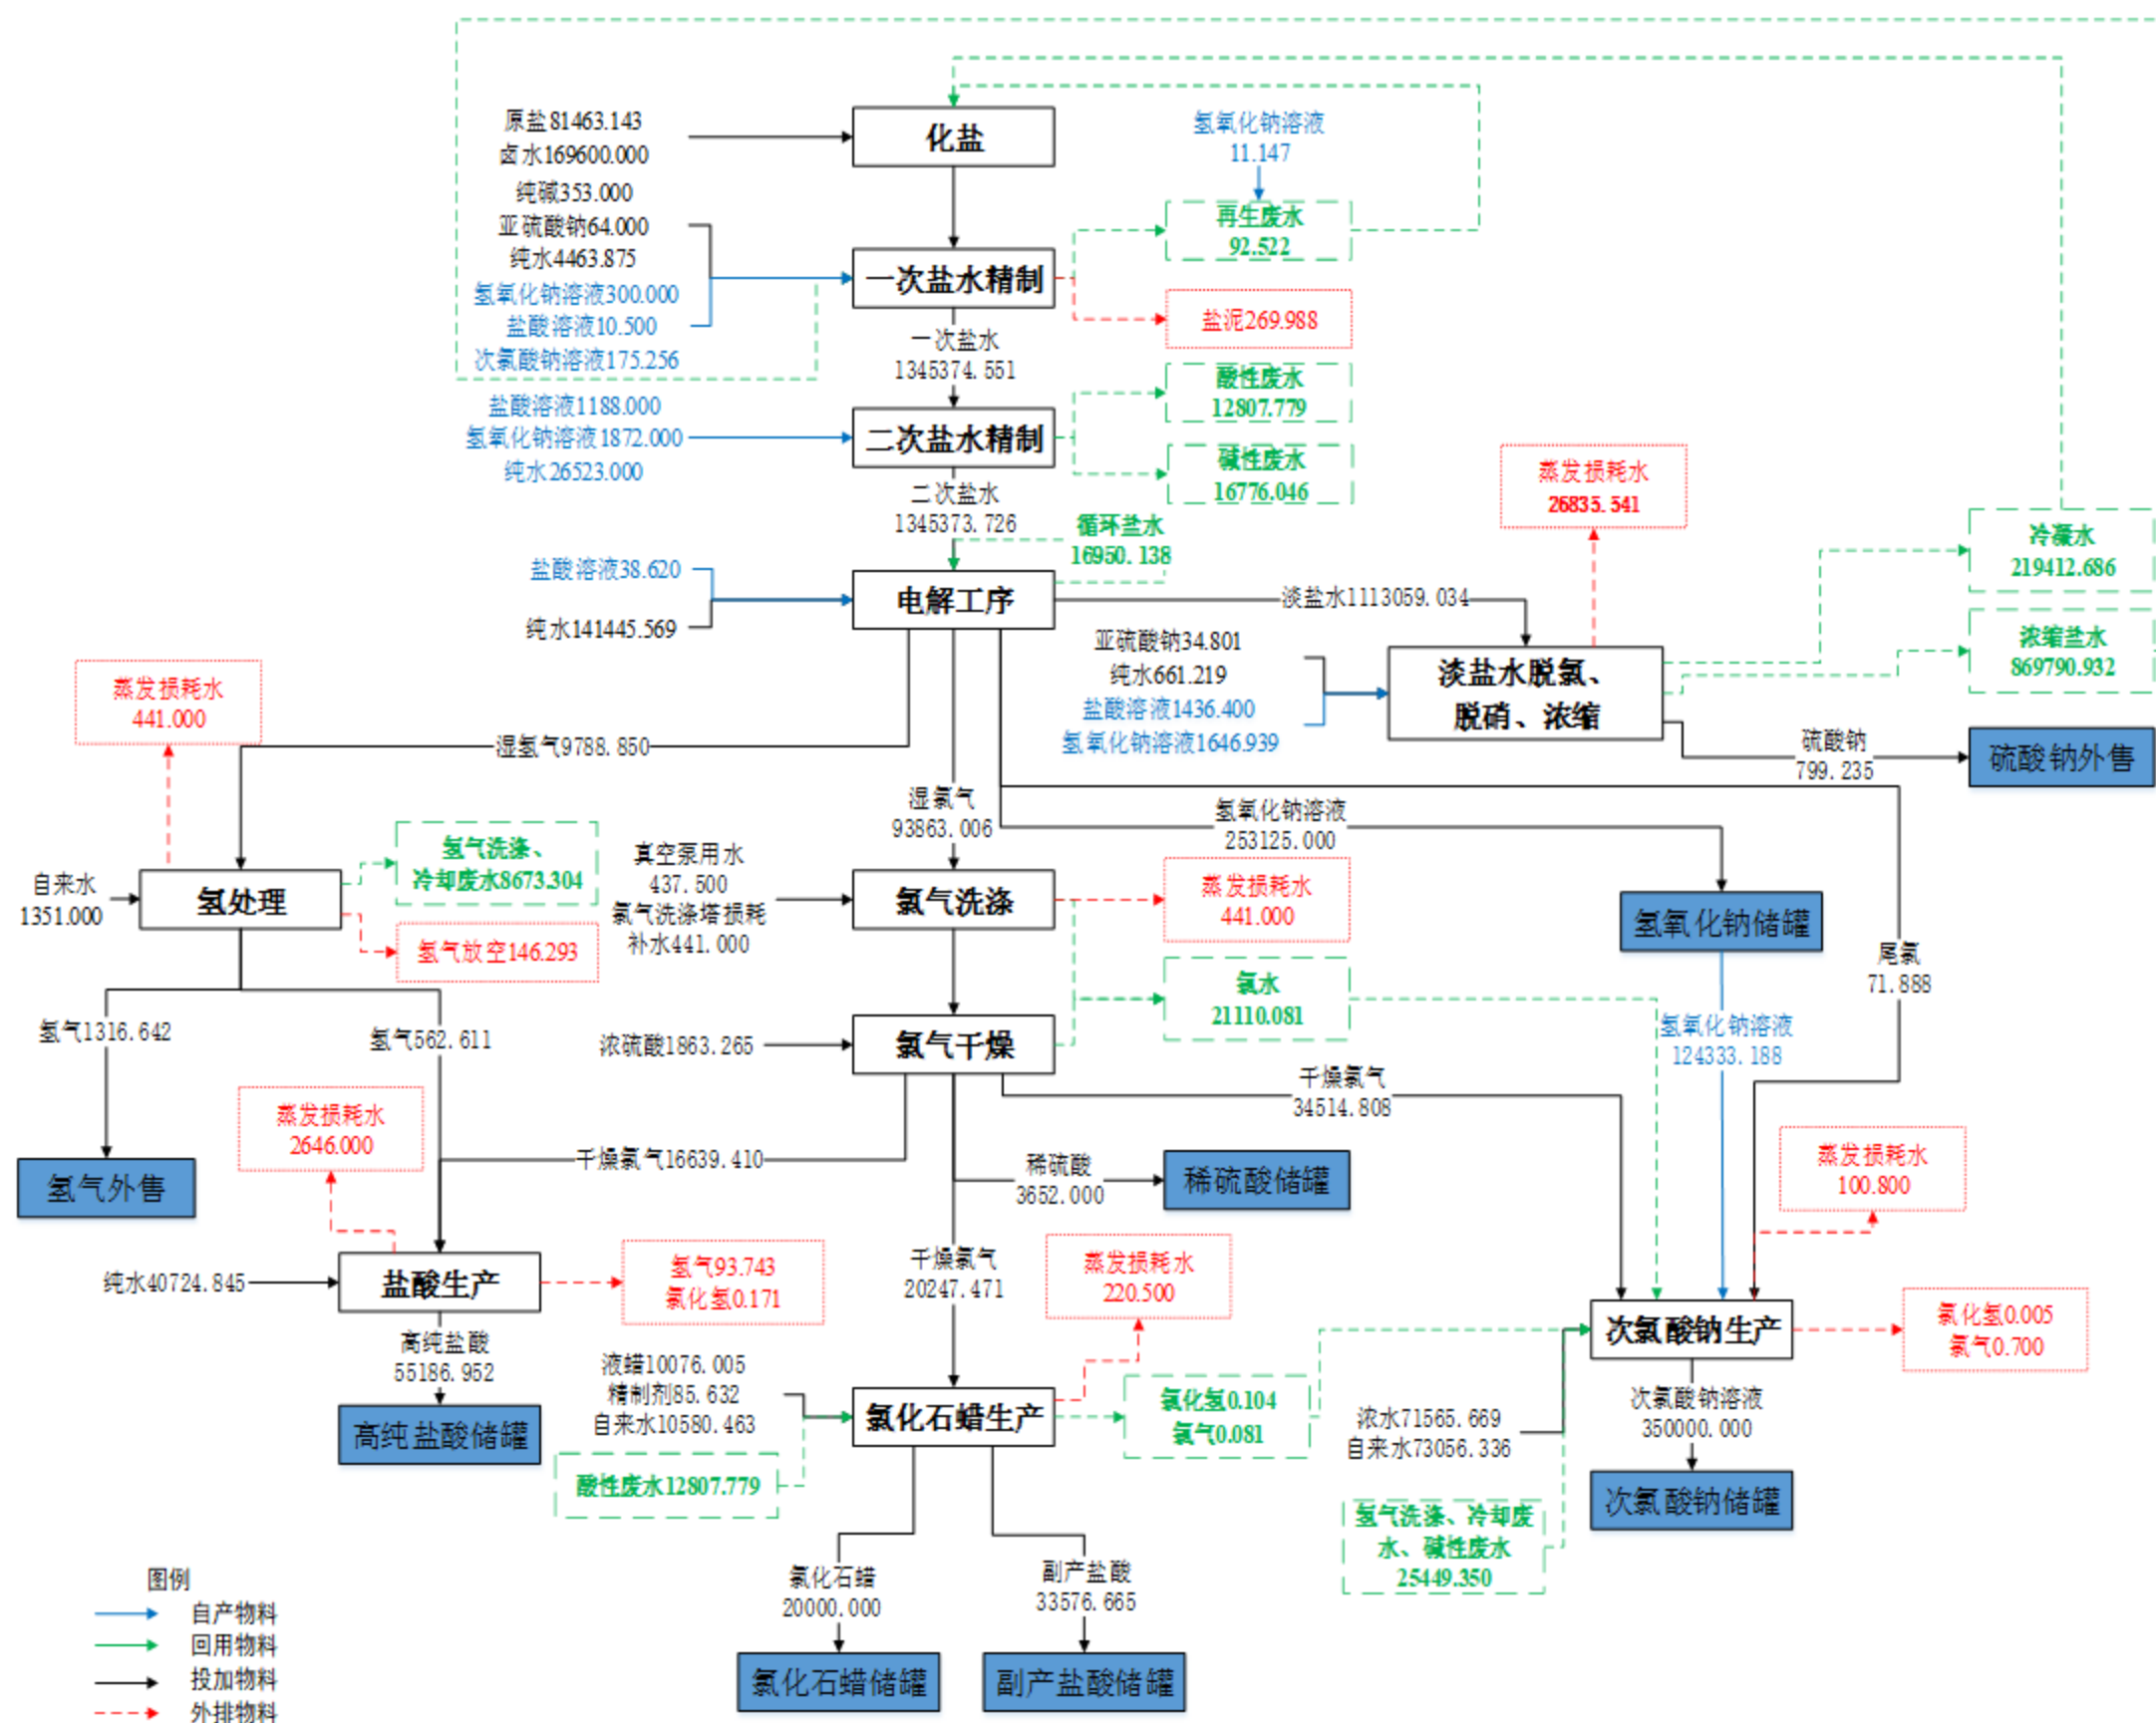 原盐81463.143
卤水169600.000
化盐
氢氧化钠溶液
11.147
纯碱353.000
亚硫酸钠64.000
纯水4463.875
氢氧化钠溶液300.000
盐酸溶液10.500
次氯酸钠溶液175.256
一次盐水精制
再生废水
92.522
盐泥269.988
一次盐水
1345374.551
盐酸溶液1188.000
氢氧化钠溶液1872.000
纯水26523.000
二次盐水精制
酸性废水
12807.779
碱性废水
16776.046
二次盐水
1345373.726
循环盐水
16950.138
蒸发损耗水
26835.541
冷凝水
219412.686
浓缩盐水
869790.932
盐酸溶液38.620
纯水141445.569
电解工序
淡盐水1113059.034
亚硫酸钠34.801
纯水661.219
盐酸溶液1436.400
氢氧化钠溶液1646.939
淡盐水脱氯、
脱硝、浓缩
硫酸钠
799.235
硫酸钠外售
蒸发损耗水
441.000
湿氢气9788.850
湿氯气
93863.006
氢氧化钠溶液
253125.000
自来水
1351.000
氢处理
氢气洗涤、
冷却废水8673.304
氢气放空146.293
真空泵用水
437.500
氯气洗涤塔损耗
补水441.000
氯气洗涤
蒸发损耗水
441.000
氢氧化钠储罐
尾氯
71.888
氯水
21110.081
氢气1316.642
氢气562.611
浓硫酸1863.265
氯气干燥
氢氧化钠溶液
124333.188
干燥氯气
34514.808
蒸发损耗水
2646.000
干燥氯气16639.410
稀硫酸
3652.000
稀硫酸储罐
蒸发损耗水
100.800
氢气外售
纯水40724.845
盐酸生产
氢气93.743
氯化氢0.171
干燥氯气
20247.471
蒸发损耗水
220.500
次氯酸钠生产
氯化氢0.005
氯气0.700
高纯盐酸
55186.952
高纯盐酸储罐
液蜡10076.005
精制剂85.632
自来水10580.463
氯化石蜡生产
氯化氢0.104
氯气0.081
浓水71565.669
自来水73056.336
次氯酸钠溶液
350000.000
次氯酸钠储罐
酸性废水12807.779
氢气洗涤、冷却废
水、碱性废水
25449.350
氯化石蜡
20000.000
副产盐酸
33576.665
氯化石蜡储罐
副产盐酸储罐
图例
自产物料
回用物料
投加物料
外排物料